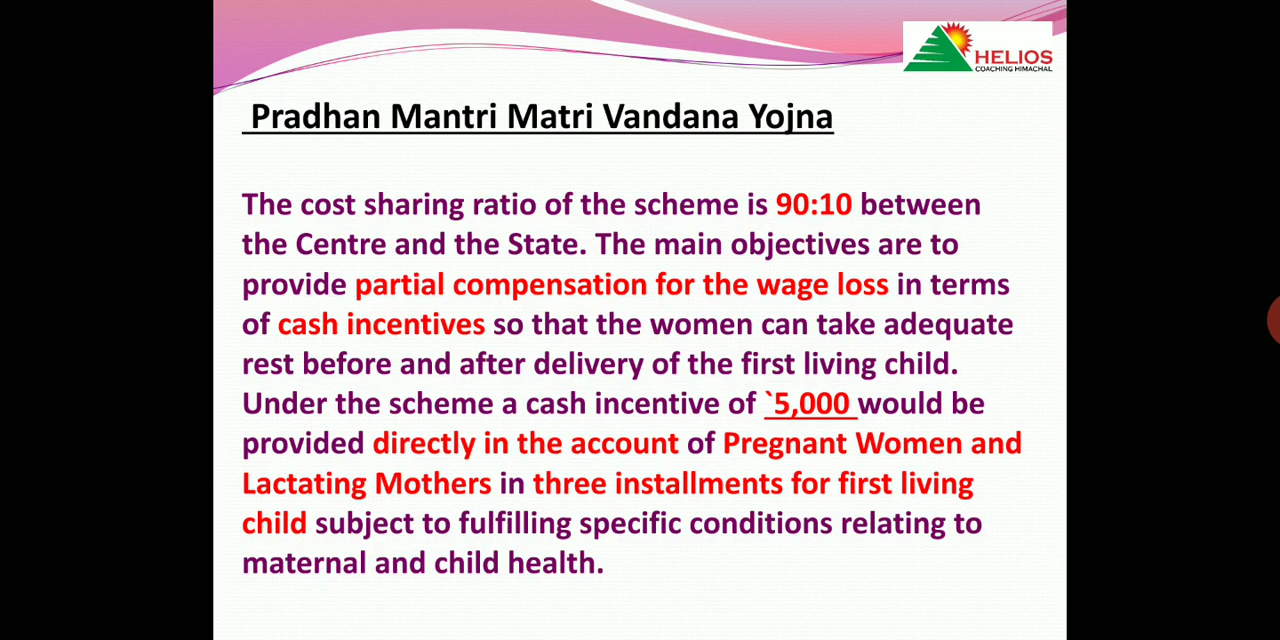 HELIOS
COACHING HIMACHAL
Pradhan Mantri Matri Vandana Yojna
The cost sharing ratio of the scheme is 90:10 between
the Centre and the State. The main objectives are to
provide partial compensation for the wage loss in terms
of cash incentives so that the women can take adequate
rest before and after delivery of the first living child.
Under the scheme a cash incentive of `5,000 would be
provided directly in the account of Pregnant Women and
Lactating Mothers in three installments for first living
child subject to fulfilling specific conditions relating to
maternal and child health.